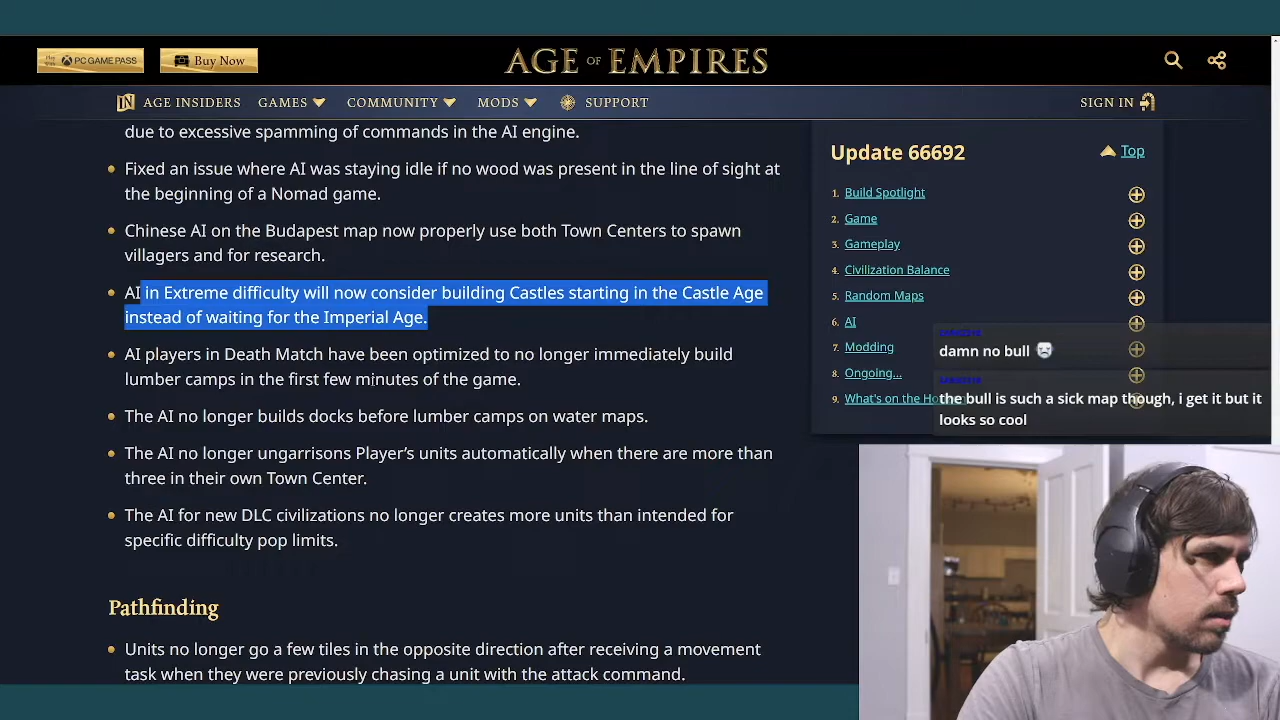 PC GAME PASS
Buy Now
AGE OF EMPIRES
AGE INSIDERS
GAMES
COMMUNITY
MODS
SUPPORT
SIGN IN
due to excessive spamming of commands in the AI engine.
Fixed an issue where AI was staying idle if no wood was present in the line of sight at
the beginning of a Nomad game.
Chinese AI on the Budapest map now properly use both Town Centers to spawn
villagers and for research.
AI in Extreme difficulty will now consider building Castles starting in the Castle Age
instead of waiting for the Imperial Age.
AI players in Death Match have been optimized to no longer immediately build
lumber camps in the first few minutes of the game.
The AI no longer builds docks before lumber camps on water maps.
The AI no longer ungarrisons Player’s units automatically when there are more than
three in their own Town Center.
The AI for new DLC civilizations no longer creates more units than intended for
specific difficulty pop limits.
Pathfinding
Units no longer go a few tiles in the opposite direction after receiving a movement
task when they were previously chasing a unit with the attack command.
Update 66692
Top
1. Build Spotlight
2. Game
3. Gameplay
4. Civilization Balance
5. Random Maps
6. AI
7. Modding
8. Ongoing...
9. What's on the Ho
damn no bull
the bull is such a sick map though, i get it but it
looks so cool